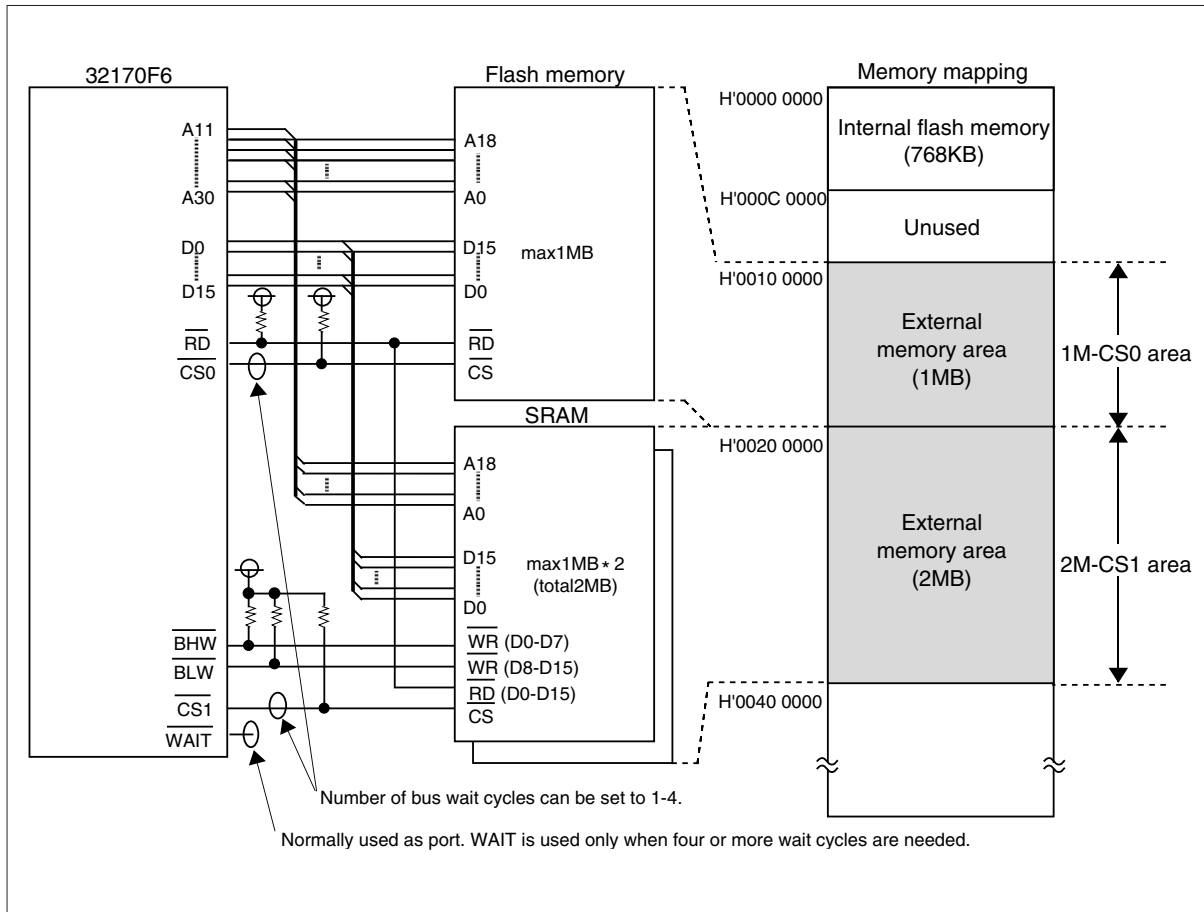 32170F6
A11
A30
D0
D15
RD
CS0
BHW
BLW
CS1
WAIT
Flash memory
A18
A0
D15
D0
max1MB
RD
CS
SRAM
A18
A0
D15
D0
max1MB * 2
(total2MB)
WR (D0-D7)
WR (D8-D15)
RD (D0-D15)
CS
Number of bus wait cycles can be set to 1-4.
Normally used as port. WAIT is used only when four or more wait cycles are needed.
Memory mapping
H'0000 0000
Internal flash memory
(768KB)
H'000C 0000
Unused
H'0010 0000
External
memory area
(1MB)
1M-CS0 area
H'0020 0000
External
memory area
(2MB)
2M-CS1 area
H'0040 0000